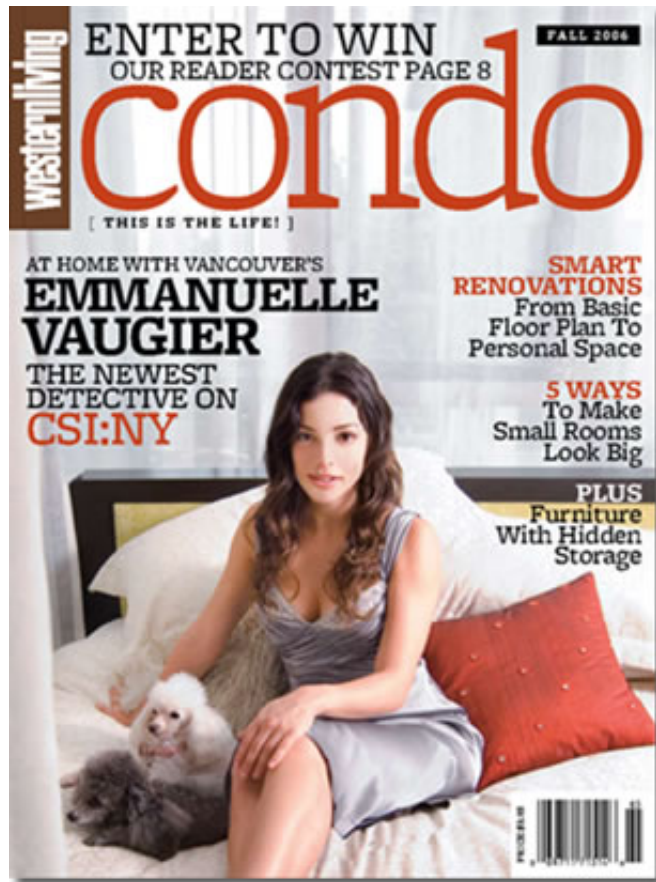 westernliving
ENTER TO WIN
OUR READER CONTEST PAGE 8
FALL 2006
condo
[ THIS IS THE LIFE! ]
AT HOME WITH VANCOUVER'S
EMMANUELLE
VAUGIER
THE NEWEST
DETECTIVE ON
CSI:NY
SMART
RENOVATIONS
From Basic
Floor Plan To
Personal Space
5 WAYS
To Make
Small Rooms
Look Big
PLUS
Furniture
With Hidden
Storage